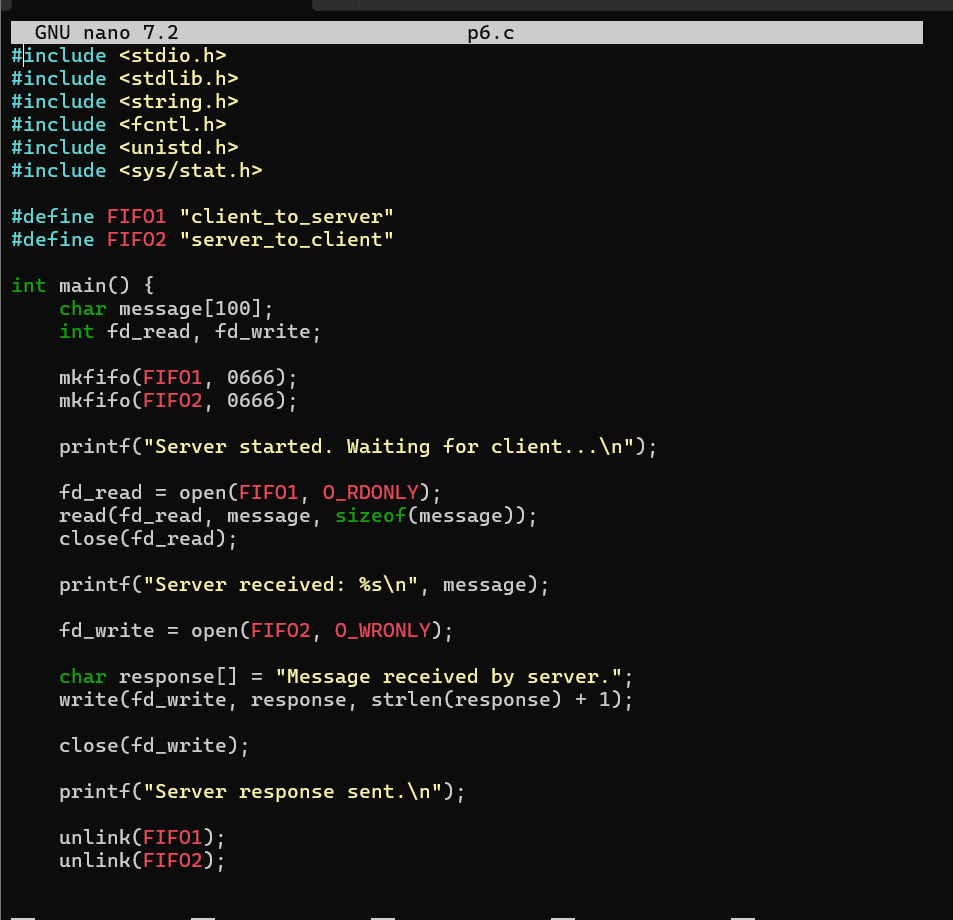 GNU nano 7.2 p6.c
#include <stdio.h>
#include <stdlib.h>
#include <string.h>
#include <fcntl.h>
#include <unistd.h>
#include <sys/stat.h>

#define FIFO1 "client_to_server"
#define FIFO2 "server_to_client"

int main() {
    char message[100];
    int fd_read, fd_write;

    mkfifo(FIFO1, 0666);
    mkfifo(FIFO2, 0666);

    printf("Server started. Waiting for client...\n");

    fd_read = open(FIFO1, O_RDONLY);
    read(fd_read, message, sizeof(message));
    close(fd_read);

    printf("Server received: %s\n", message);

    fd_write = open(FIFO2, O_WRONLY);

    char response[] = "Message received by server.";
    write(fd_write, response, strlen(response) + 1);

    close(fd_write);

    printf("Server response sent.\n");

    unlink(FIFO1);
    unlink(FIFO2);